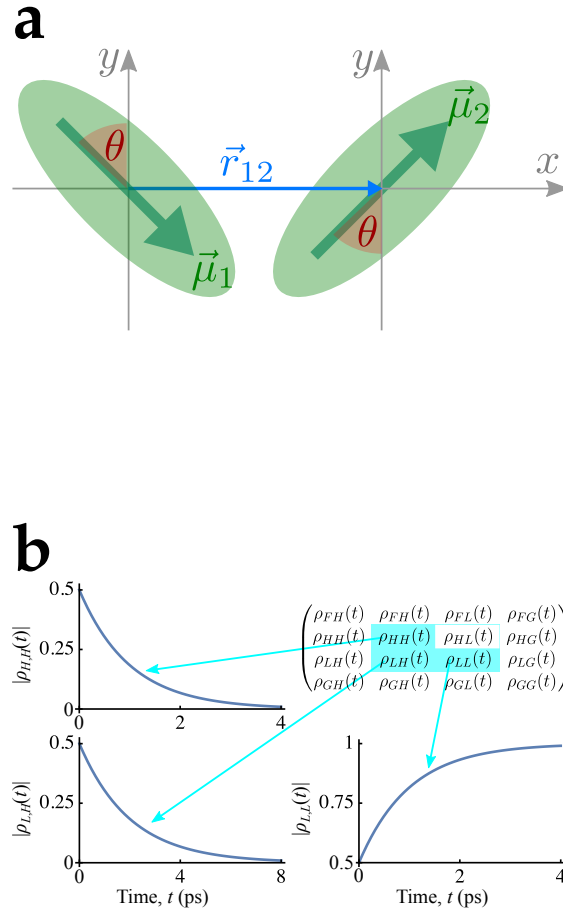 a
y y
θ μ⃗₂
r⃗₁₂ x
θ
μ⃗₁
b
0.5
0.25
0
|ρH,H(t)|
0 2 4
ρFH(t) ρFH(t) ρFL(t) ρFG(t)
ρHH(t) ρHH(t) ρHL(t) ρHG(t)
ρLH(t) ρLH(t) ρLL(t) ρLG(t)
ρGH(t) ρGH(t) ρGL(t) ρGG(t)
0.5
0.25
0
|ρL,H(t)|
0 4 8
Time, t (ps)
1
0.75
0.5
|ρL,L(t)|
0 2 4
Time, t (ps)